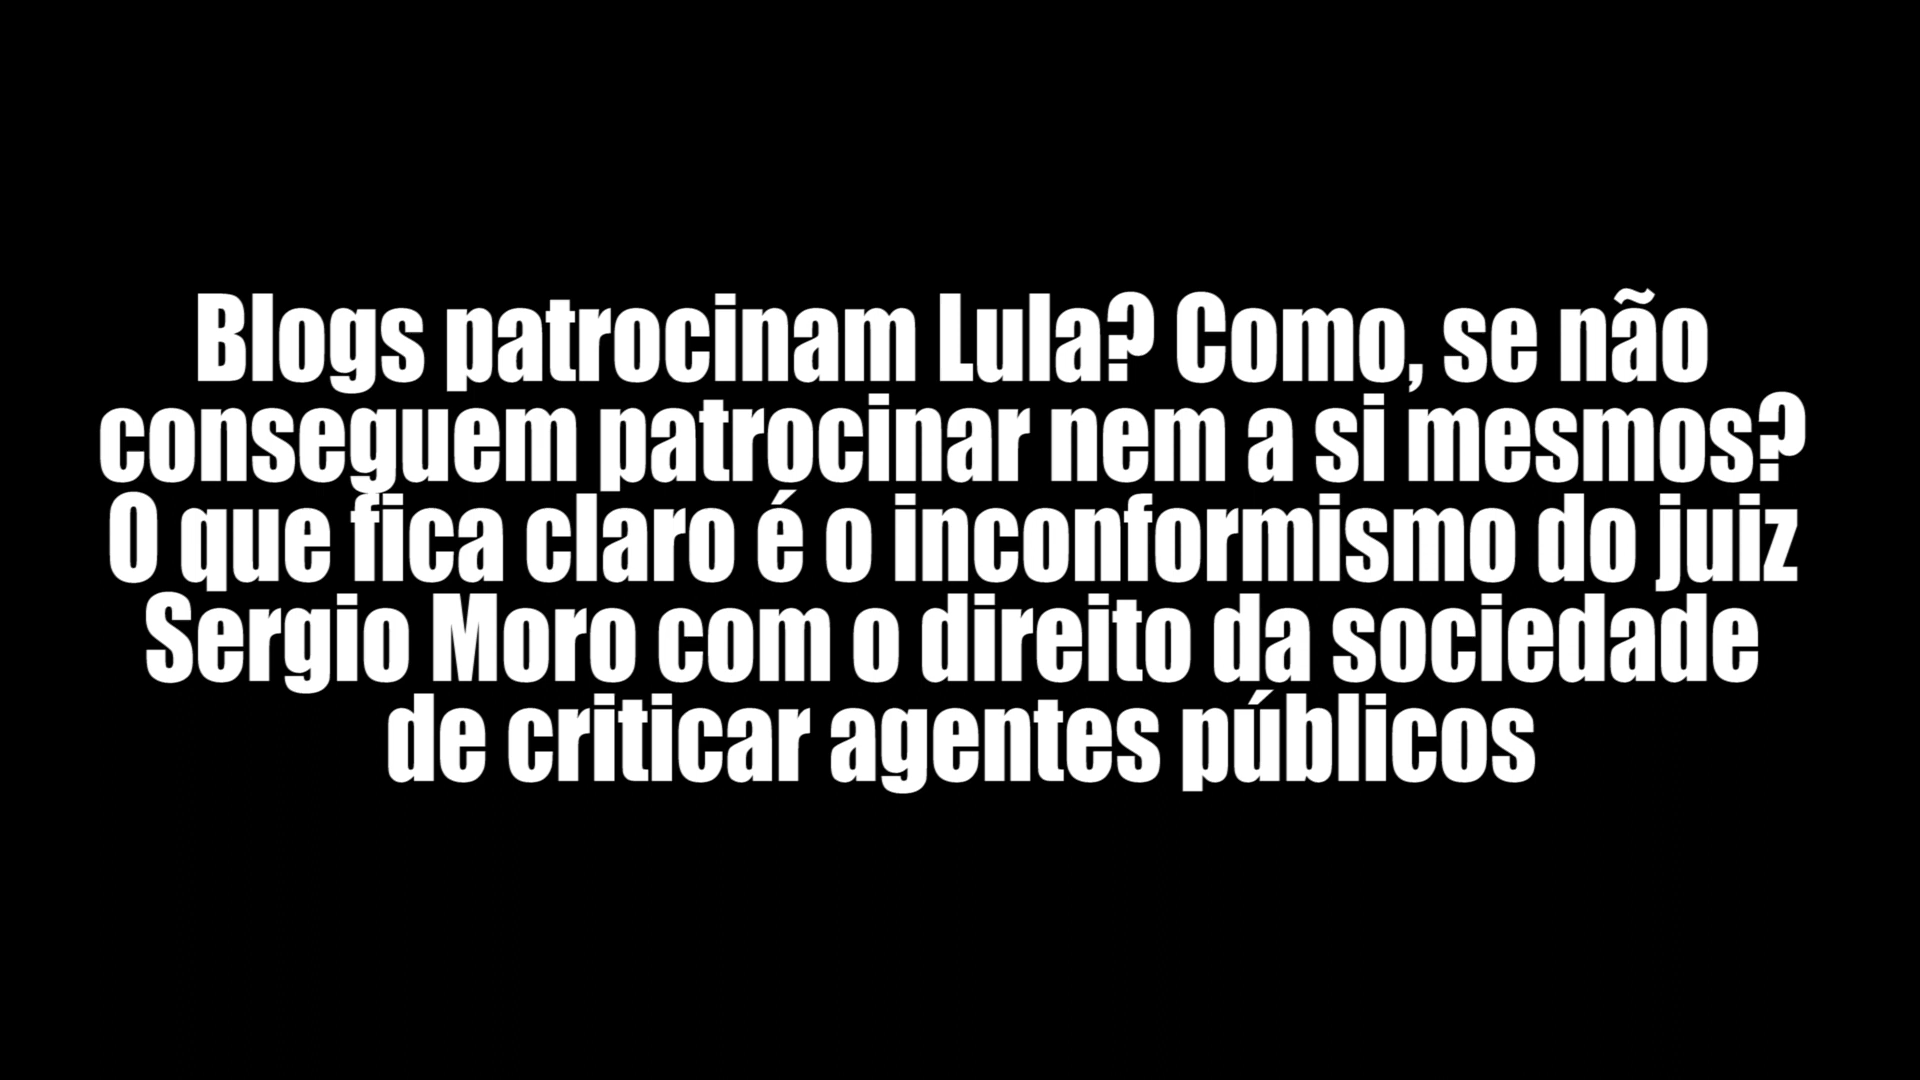 Blogs patrocinam Lula? Como, se não
conseguem patrocinar nem a si mesmos?
O que fica claro é o inconformismo do juiz
Sergio Moro com o direito da sociedade
de criticar agentes públicos